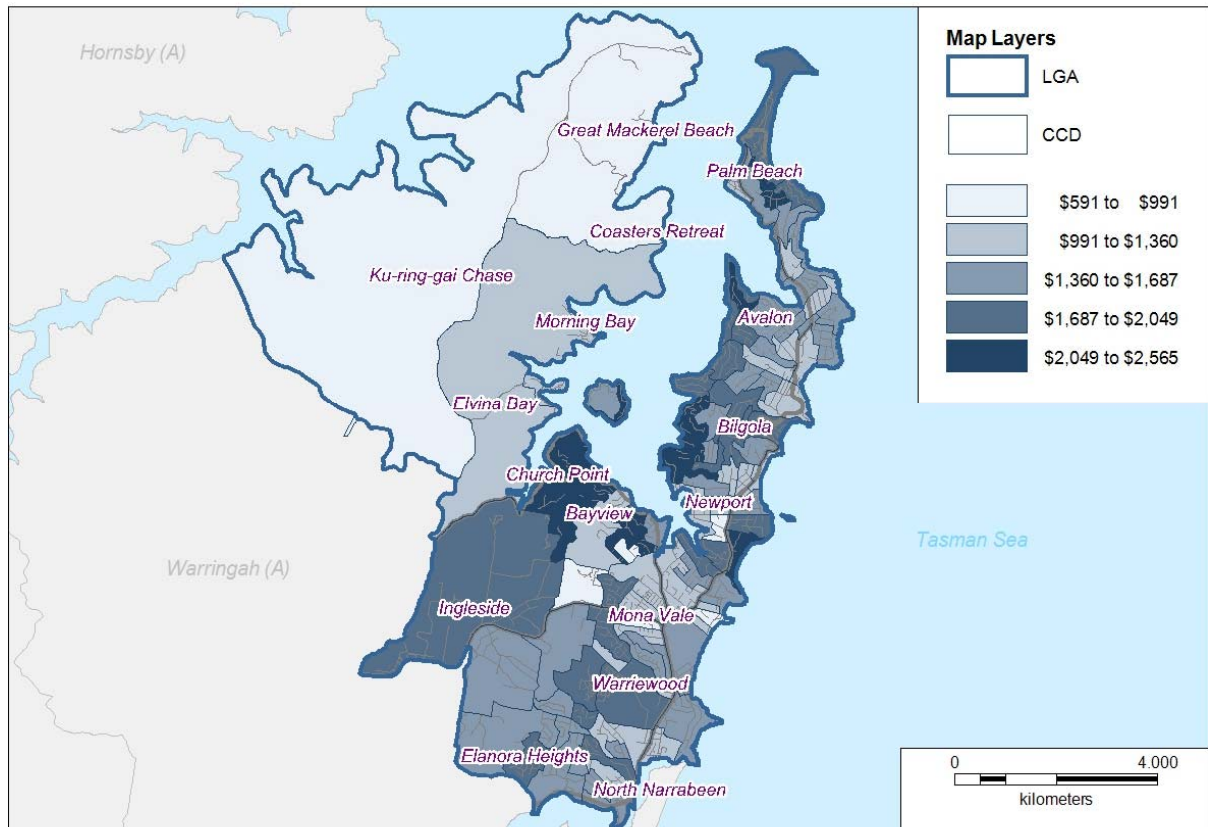 Hornsby (A)
Great Mackerel Beach
Palm Beach
Coasters Retreat
Ku-ring-gai Chase
Morning Bay
Avalon
Elvina Bay
Bilgola
Church Point
Newport
Bayview
Tasman Sea
Warringah (A)
Ingleside
Mona Vale
Warriewood
Elanora Heights
North Narrabeen
Map Layers
LGA
CCD
$591 to $991
$991 to $1,360
$1,360 to $1,687
$1,687 to $2,049
$2,049 to $2,565
0 4.000
kilometers